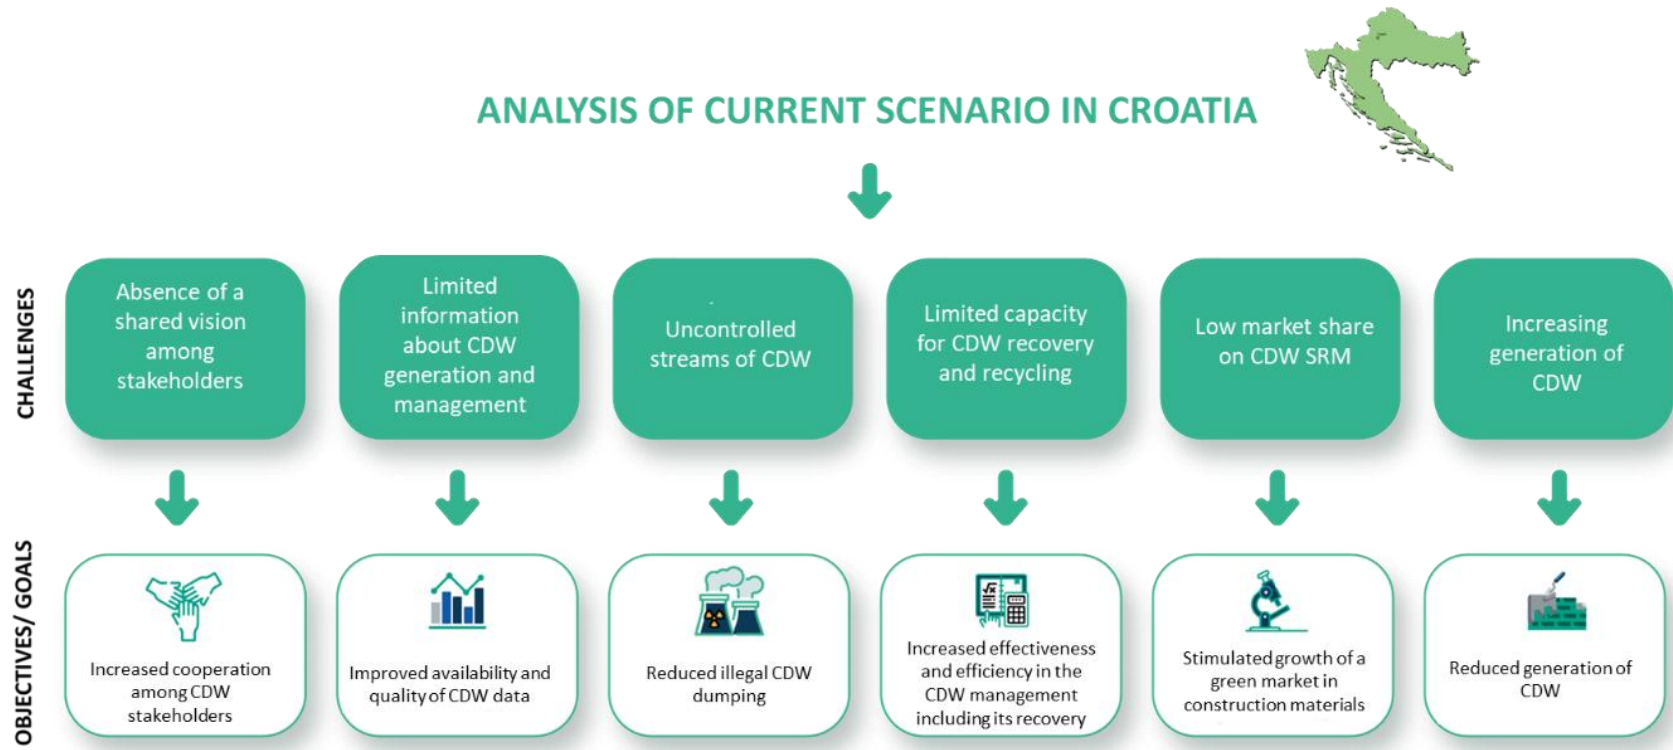 ANALYSIS OF CURRENT SCENARIO IN CROATIA
CHALLENGES
Absence of a
shared vision
among
stakeholders
Limited
information
about CDW
generation and
management
Uncontrolled
streams of CDW
Limited capacity
for CDW recovery
and recycling
Low market share
on CDW SRM
Increasing
generation of
CDW
OBJECTIVES/ GOALS
Increased cooperation
among CDW
stakeholders
Improved availability and
quality of CDW data
Reduced illegal CDW
dumping
√x
Increased effectiveness
and efficiency in the
CDW management
including its recovery
Stimulated growth of a
green market in
construction materials
Reduced generation of
CDW